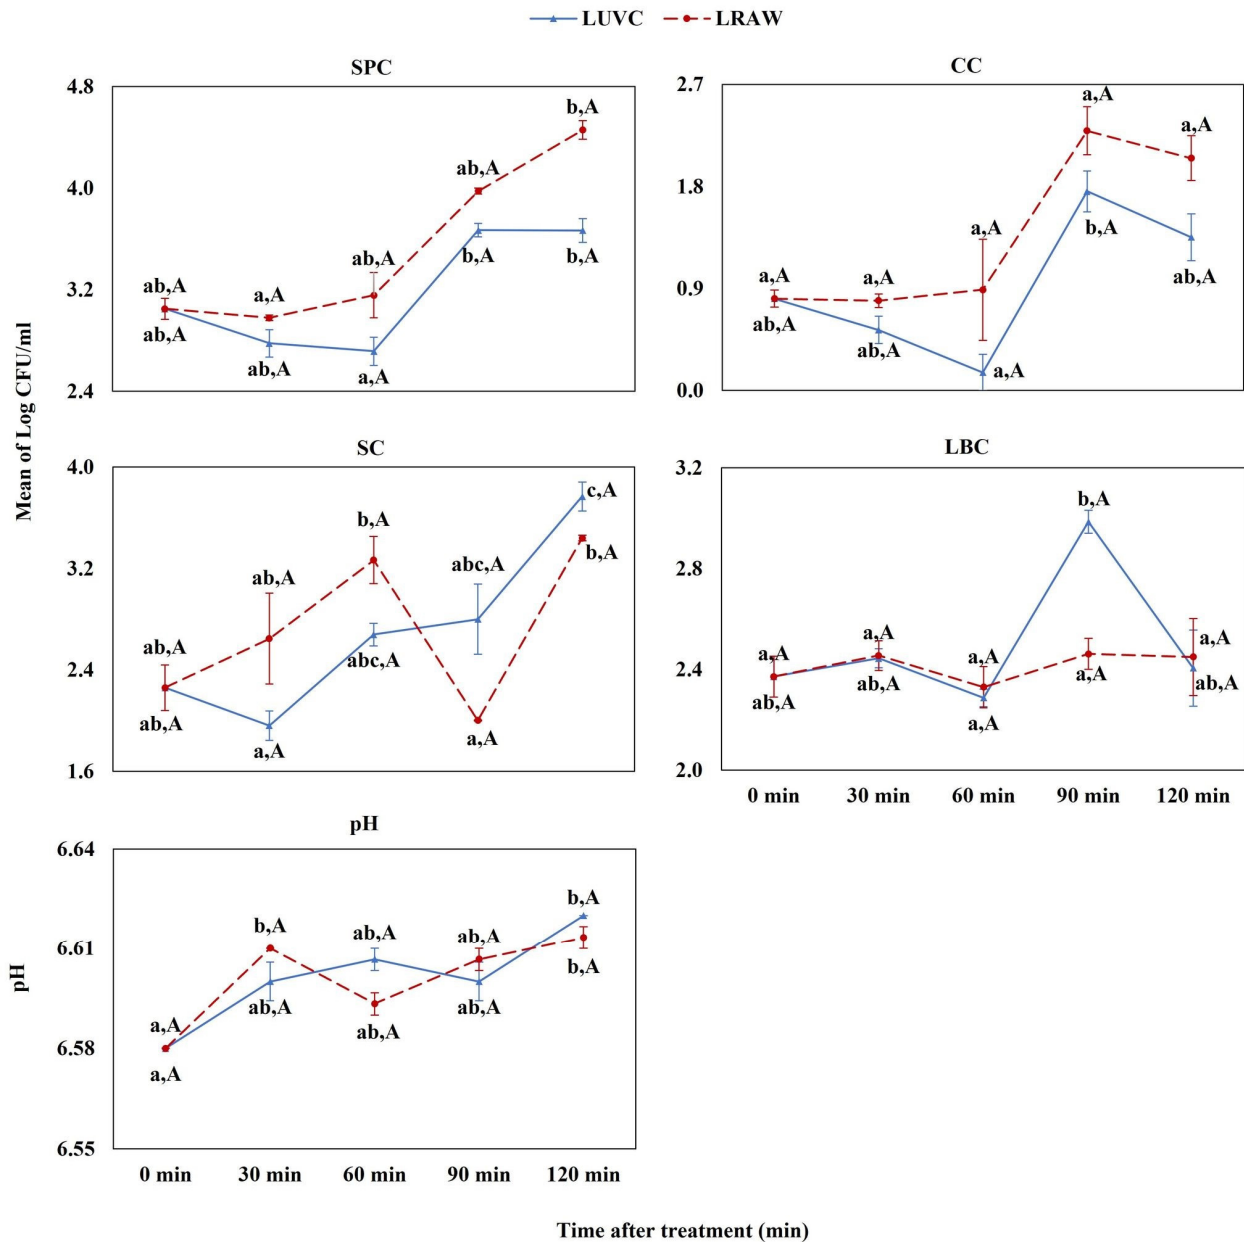 LUVC LRAW
SPC
4.8
4.0
3.2
2.4
ab,A
a,A
ab,A
ab,A
b,A
ab,A
ab,A
a,A
b,A
b,A
CC
2.7
1.8
0.9
0.0
a,A
a,A
a,A
a,A
a,A
ab,A
ab,A
a,A
b,A
ab,A
Mean of Log CFU/ml
SC
4.0
3.2
2.4
1.6
ab,A
ab,A
b,A
abc,A
c,A
ab,A
a,A
abc,A
a,A
b,A
LBC
3.2
2.8
2.4
2.0
a,A
a,A
a,A
b,A
a,A
ab,A
ab,A
a,A
a,A
ab,A
0 min 30 min 60 min 90 min 120 min
pH
6.64
6.61
6.58
6.55
pH
a,A
b,A
ab,A
ab,A
b,A
a,A
ab,A
ab,A
ab,A
b,A
0 min 30 min 60 min 90 min 120 min
Time after treatment (min)